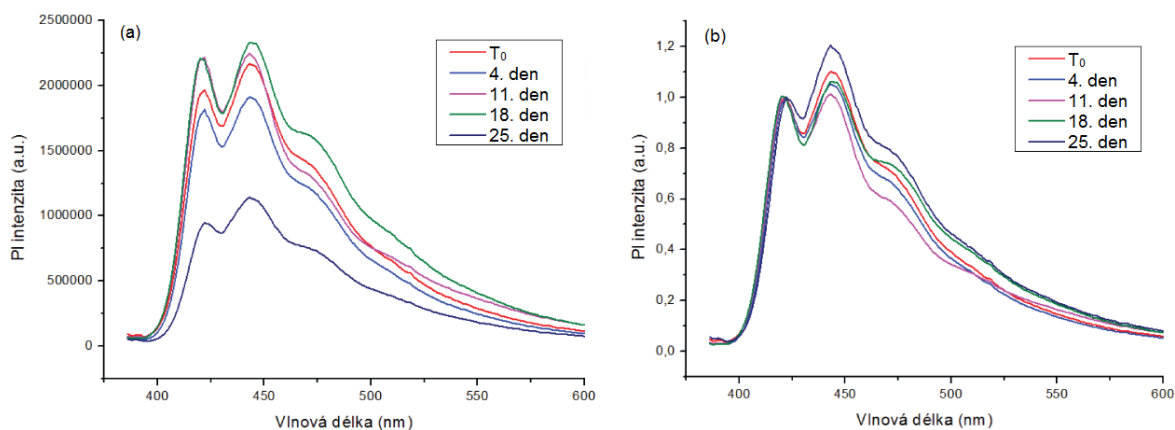 (a)
2500000
2000000
1500000
1000000
500000
0
PI intenzita (a.u.)
T0
4. den
11. den
18. den
25. den
400
450
500
550
600
Vlnová délka (nm)
(b)
1,2
1,0
0,8
0,6
0,4
0,2
0,0
PI intenzita (a.u.)
T0
4. den
11. den
18. den
25. den
400
450
500
550
600
Vlnová délka (nm)